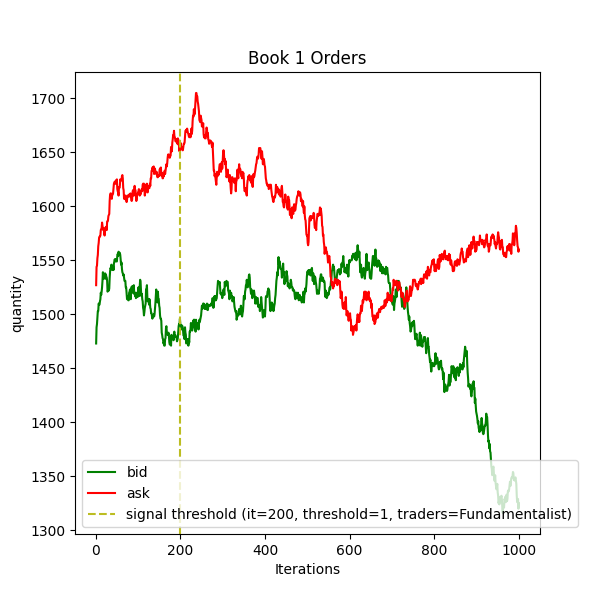 Book 1 Orders
quantity
1700
1650
1600
1550
1500
1450
1400
1350
1300
bid
ask
signal threshold (it=200, threshold=1, traders=Fundamentalist)
0 200 400 600 800 1000
Iterations